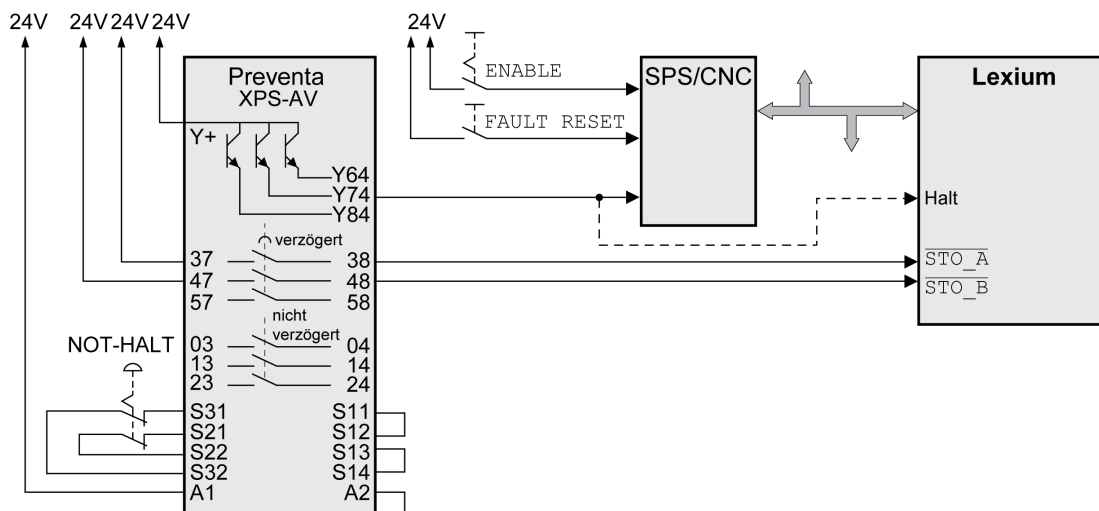 24V 24V 24V 24V 24V
Preventa
XPS-AV
ENABLE
SPS/CNC
Lexium
FAULT RESET
Y+
Y64
Y74
Y84
Halt
verzögert
37 38
47 48
57 58
STO_A
STO_B
nicht
verzögert
NOT-HALT
03 04
13 14
23 24
S31 S11
S21 S12
S22 S13
S32 S14
A1 A2